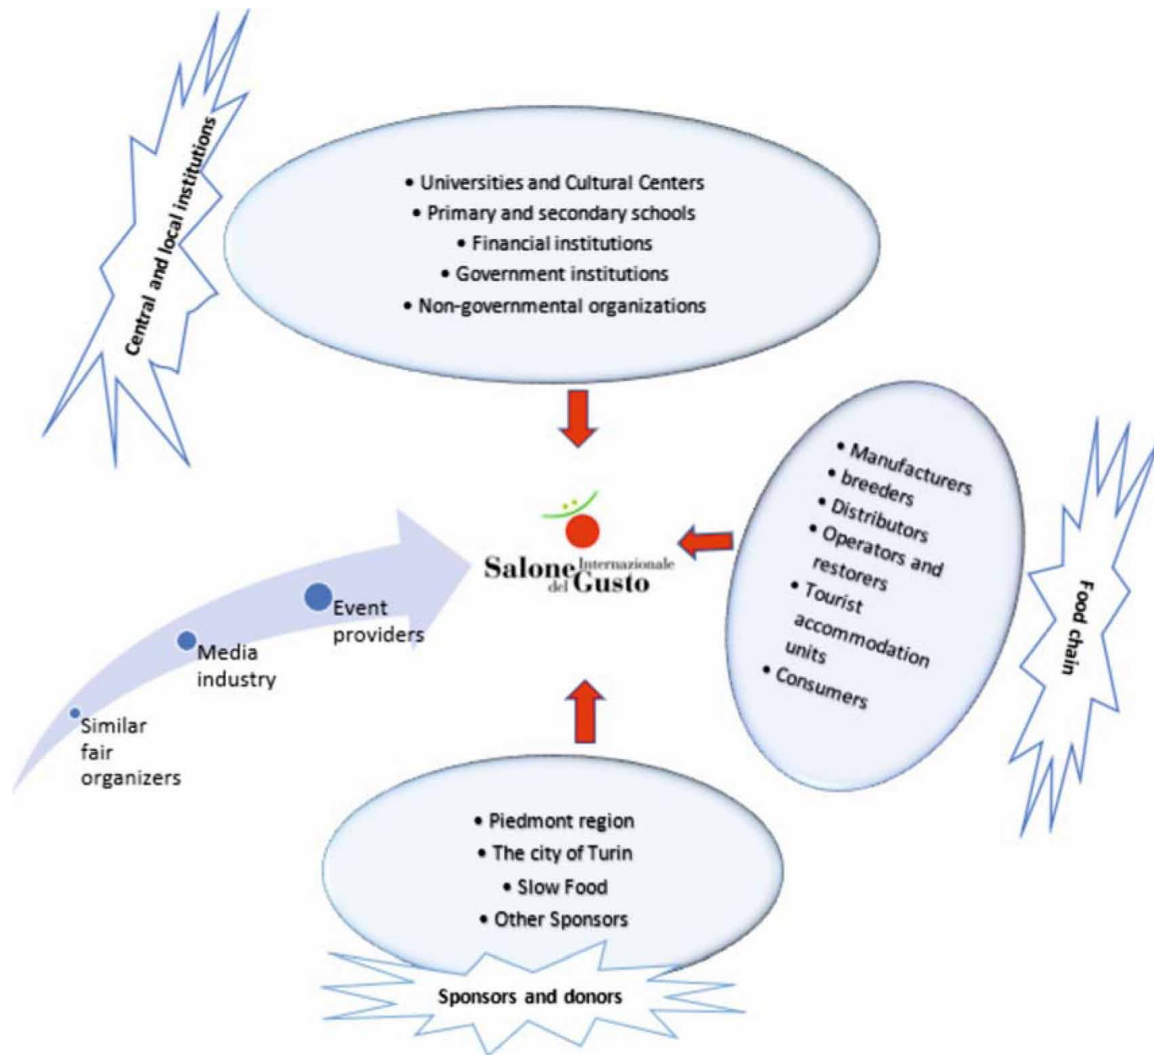 Central and local institutions
• Universities and Cultural Centers
• Primary and secondary schools
• Financial institutions
• Government institutions
• Non-governmental organizations
• Manufacturers
• breeders
• Distributors
• Operators and
restorers
• Tourist
accommodation
units
• Consumers
Food chain
Salone Internazionale
del Gusto
Event
providers
Media
industry
Similar
fair
organizers
• Piedmont region
• The city of Turin
• Slow Food
• Other Sponsors
Sponsors and donors